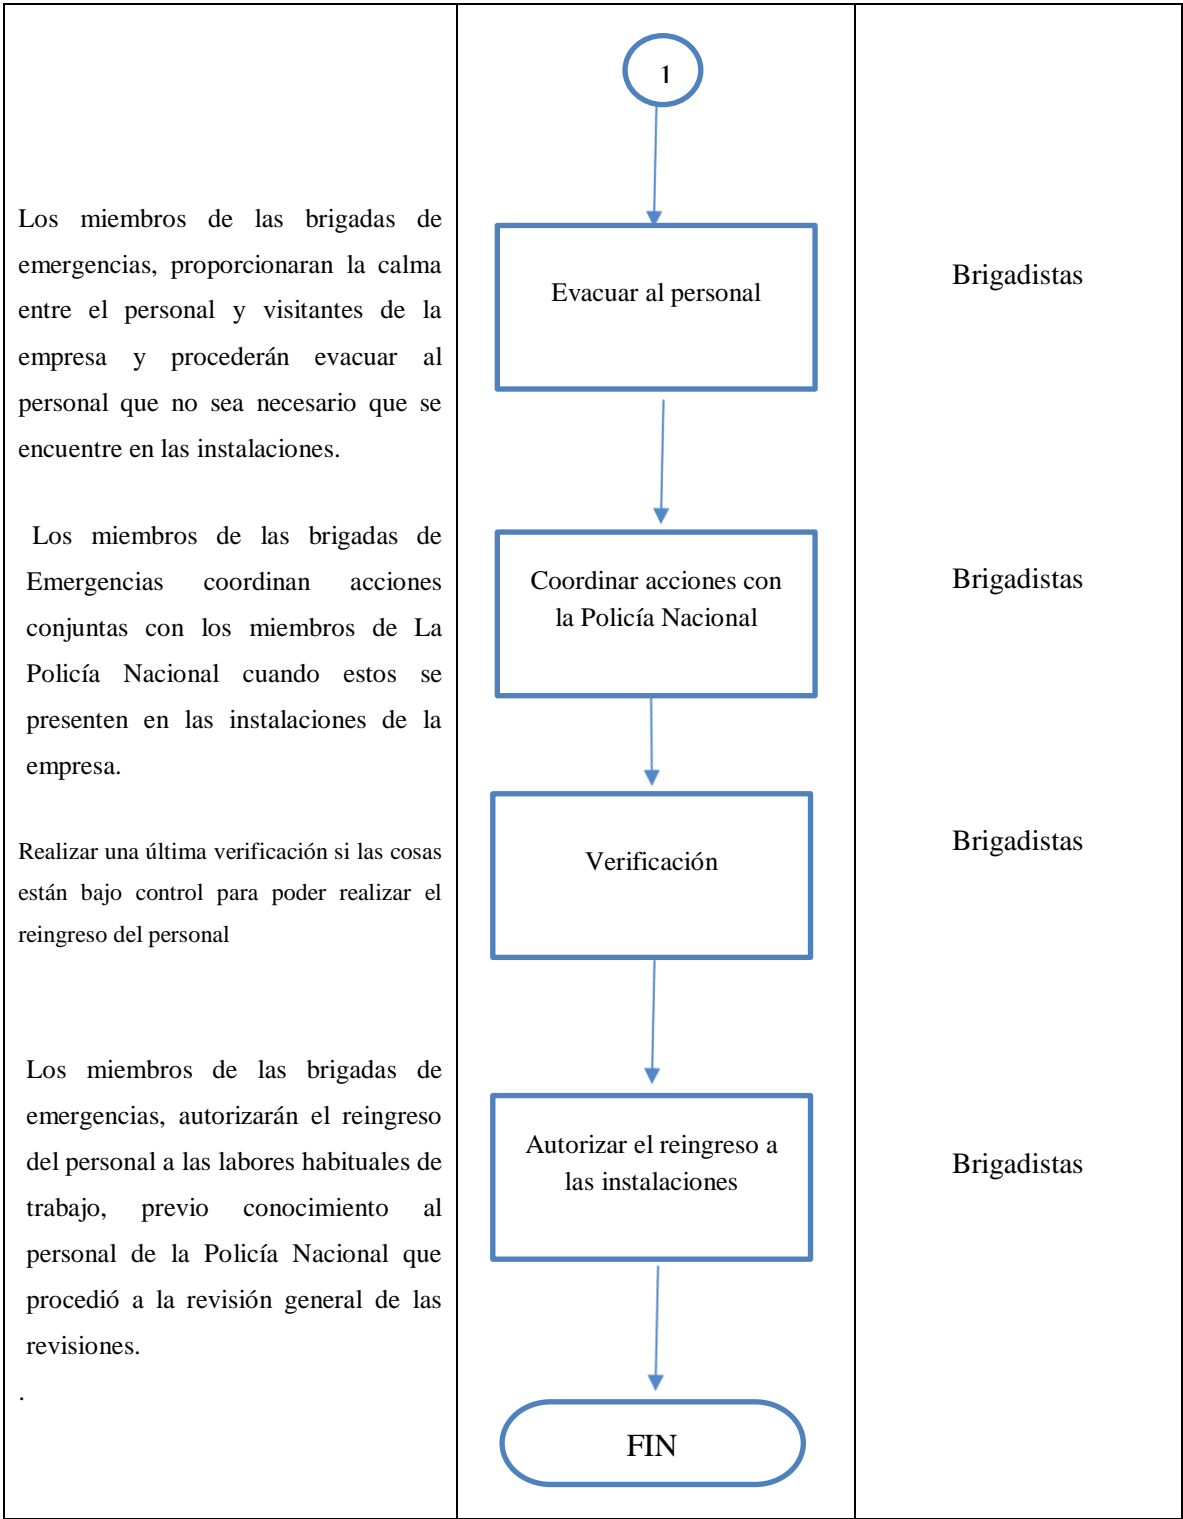 1
Los miembros de las brigadas de
emergencias, proporcionaran la calma
entre el personal y visitantes de la
empresa y procederán evacuar al
personal que no sea necesario que se
encuentre en las instalaciones.
Evacuar al personal
Brigadistas
Los miembros de las brigadas de
Emergencias coordinan acciones
conjuntas con los miembros de La
Policía Nacional cuando estos se
presenten en las instalaciones de la
empresa.
Coordinar acciones con
la Policía Nacional
Brigadistas
Realizar una última verificación si las cosas
están bajo control para poder realizar el
reingreso del personal
Verificación
Brigadistas
Los miembros de las brigadas de
emergencias, autorizarán el reingreso
del personal a las labores habituales de
trabajo, previo conocimiento al
personal de la Policía Nacional que
procedió a la revisión general de las
revisiones.
.
Autorizar el reingreso a
las instalaciones
Brigadistas
FIN